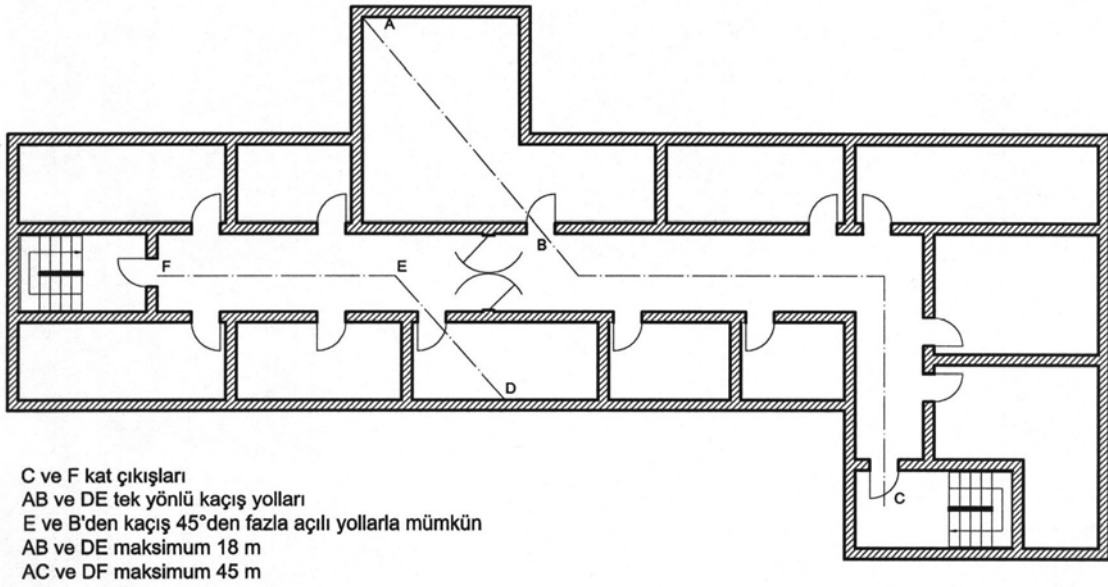 A
B
F
E
D
C
C ve F kat çıkışları
AB ve DE tek yönlü kaçış yolları
E ve B'den kaçış 45°den fazla açılı yollarla mümkün
AB ve DE maksimum 18 m
AC ve DF maksimum 45 m